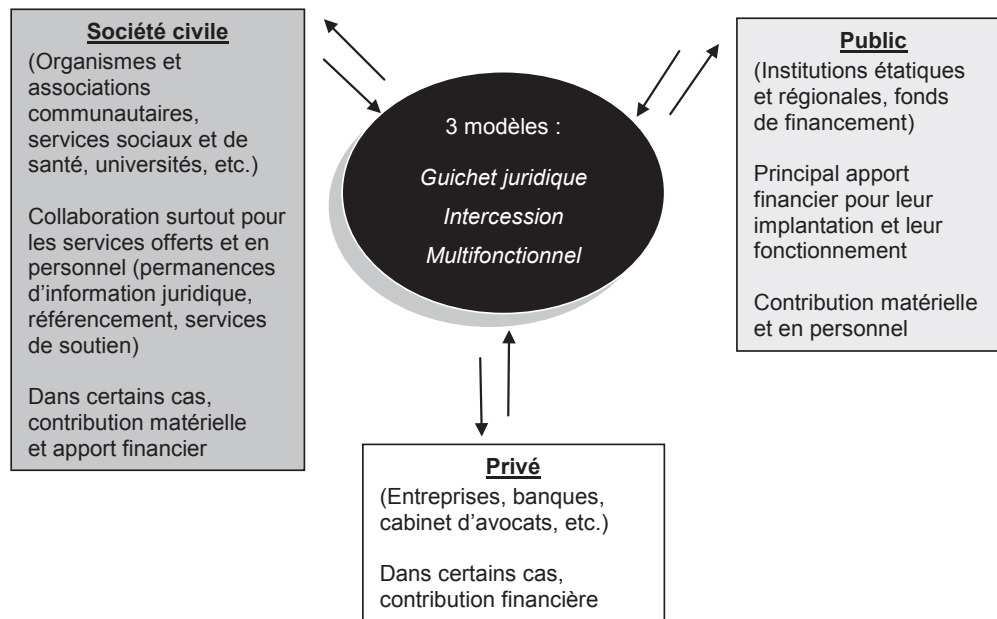 Société civile
(Organismes et
associations
communautaires,
services sociaux et de
santé, universités, etc.)
Collaboration surtout pour
les services offerts et en
personnel (permanences
d’information juridique,
référencement, services
de soutien)
Dans certains cas,
contribution matérielle
et apport financier
3 modèles :
Guichet juridique
Intercession
Multifonctionnel
Public
(Institutions étatiques
et régionales, fonds
de financement)
Principal apport
financier pour leur
implantation et leur
fonctionnement
Contribution matérielle
et en personnel
Privé
(Entreprises, banques,
cabinet d’avocats, etc.)
Dans certains cas,
contribution financière